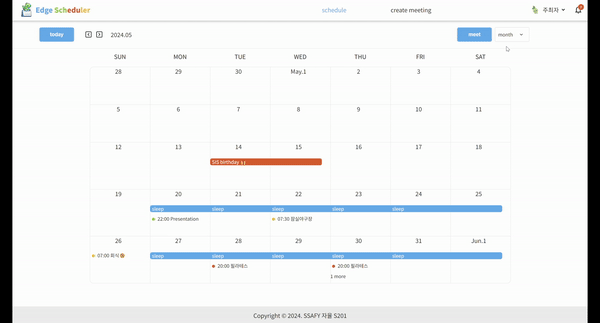 Edge Scheduler
schedule
create meeting
주최자
today
2024.05
meet
month
SUN MON TUE WED THU FRI SAT
28 29 30 May.1 2 3 4
5 6 7 8 9 10 11
12 13 14 15 16 17 18
SIS birthday
19 20 21 22 23 24 25
sleep sleep sleep sleep sleep
22:00 Presentation
07:30 잠실야구장
26 27 28 29 30 31 Jun.1
07:00 회식
sleep sleep sleep sleep sleep
20:00 필라테스
20:00 필라테스
1 more
Copyright © 2024. SSAFY 자율 S201